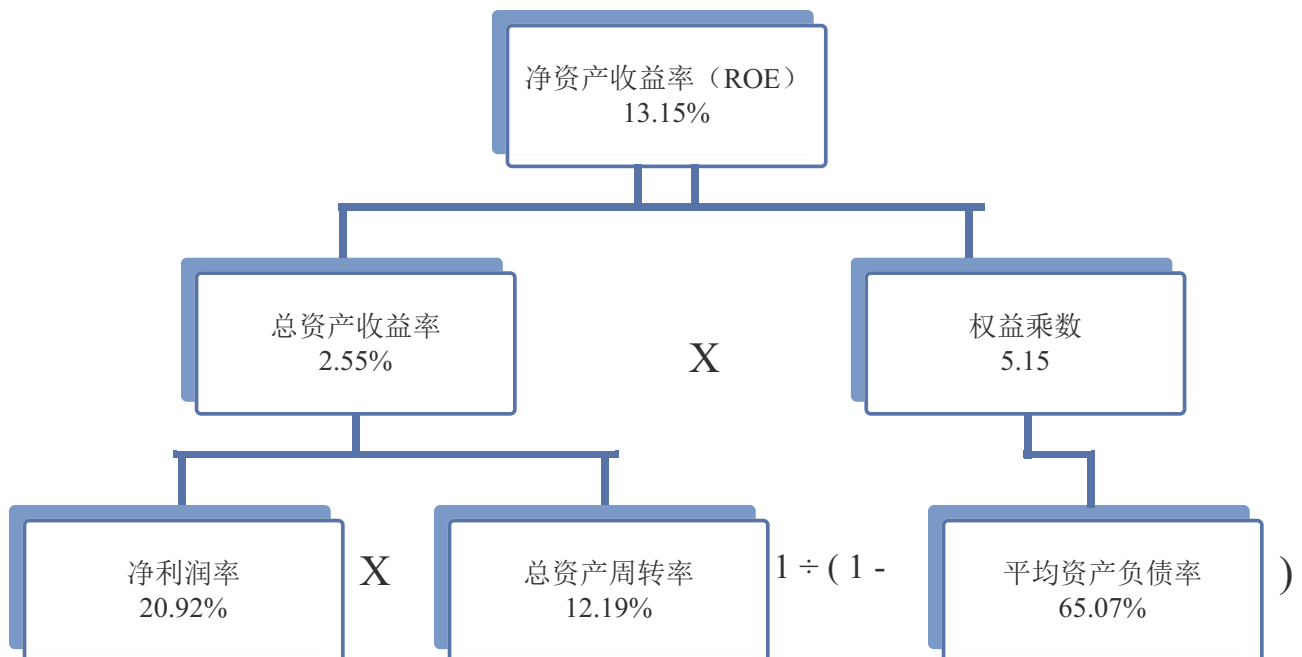 净资产收益率（ROE）
13.15%
总资产收益率
2.55%
X
权益乘数
5.15
净利润率
20.92%
X
总资产周转率
12.19%
1 ÷ ( 1 -
平均资产负债率
65.07%
)